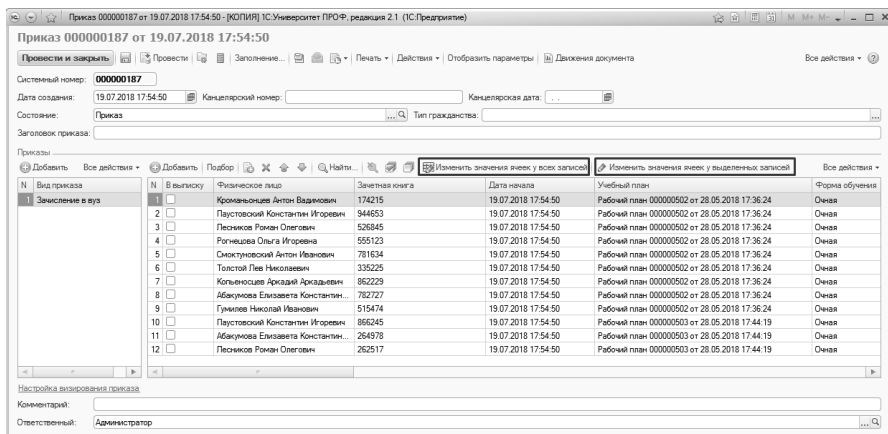 Приказ 000000187 от 19.07.2018 17:54:50 - [КОПИЯ] 1С:Университет ПРОФ, редакция 2.1 (1С:Предприятие) M M+ M-
Приказ 000000187 от 19.07.2018 17:54:50
Провести и закрыть Провести Заполнение... Печать Действия Отобразить параметры Движения документа Все действия
Системный номер: 000000187
Дата создания: 19.07.2018 17:54:50 Канцелярский номер: Канцелярская дата: . .
Состояние: Приказ ... Тип гражданства: ...
Заголовок приказа:
Приказы
Добавить Все действия Добавить Подбор Найти... Изменить значения ячеек у всех записей Изменить значения ячеек у выделенных записей Все действия
N Вид приказа N В выписку Физическое лицо Зачетная книга Дата начала Учебный план Форма обучения
1 Зачисление в вуз 1 Кроманьонцев Антон Вадимович 174215 19.07.2018 17:54:50 Рабочий план 000000502 от 28.05.2018 17:36:24 Очная
2 Паустовский Константин Игоревич 944653 19.07.2018 17:54:50 Рабочий план 000000502 от 28.05.2018 17:36:24 Очная
3 Лесников Роман Олегович 526845 19.07.2018 17:54:50 Рабочий план 000000502 от 28.05.2018 17:36:24 Очная
4 Рогнецова Ольга Игоревна 555123 19.07.2018 17:54:50 Рабочий план 000000502 от 28.05.2018 17:36:24 Очная
5 Смоктуновский Антон Иванович 781634 19.07.2018 17:54:50 Рабочий план 000000502 от 28.05.2018 17:36:24 Очная
6 Толстой Лев Николаевич 335225 19.07.2018 17:54:50 Рабочий план 000000502 от 28.05.2018 17:36:24 Очная
7 Копьеносцев Аркадий Аркадьевич 862229 19.07.2018 17:54:50 Рабочий план 000000502 от 28.05.2018 17:36:24 Очная
8 Абакумова Елизавета Константин... 782727 19.07.2018 17:54:50 Рабочий план 000000502 от 28.05.2018 17:36:24 Очная
9 Гумилев Николай Иванович 515474 19.07.2018 17:54:50 Рабочий план 000000502 от 28.05.2018 17:36:24 Очная
10 Паустовский Константин Игоревич 866245 19.07.2018 17:54:50 Рабочий план 000000503 от 28.05.2018 17:44:19 Очная
11 Абакумова Елизавета Константин... 264978 19.07.2018 17:54:50 Рабочий план 000000503 от 28.05.2018 17:44:19 Очная
12 Лесников Роман Олегович 262517 19.07.2018 17:54:50 Рабочий план 000000503 от 28.05.2018 17:44:19 Очная
Настройка визирования приказа
Комментарий:
Ответственный: Администратор ...